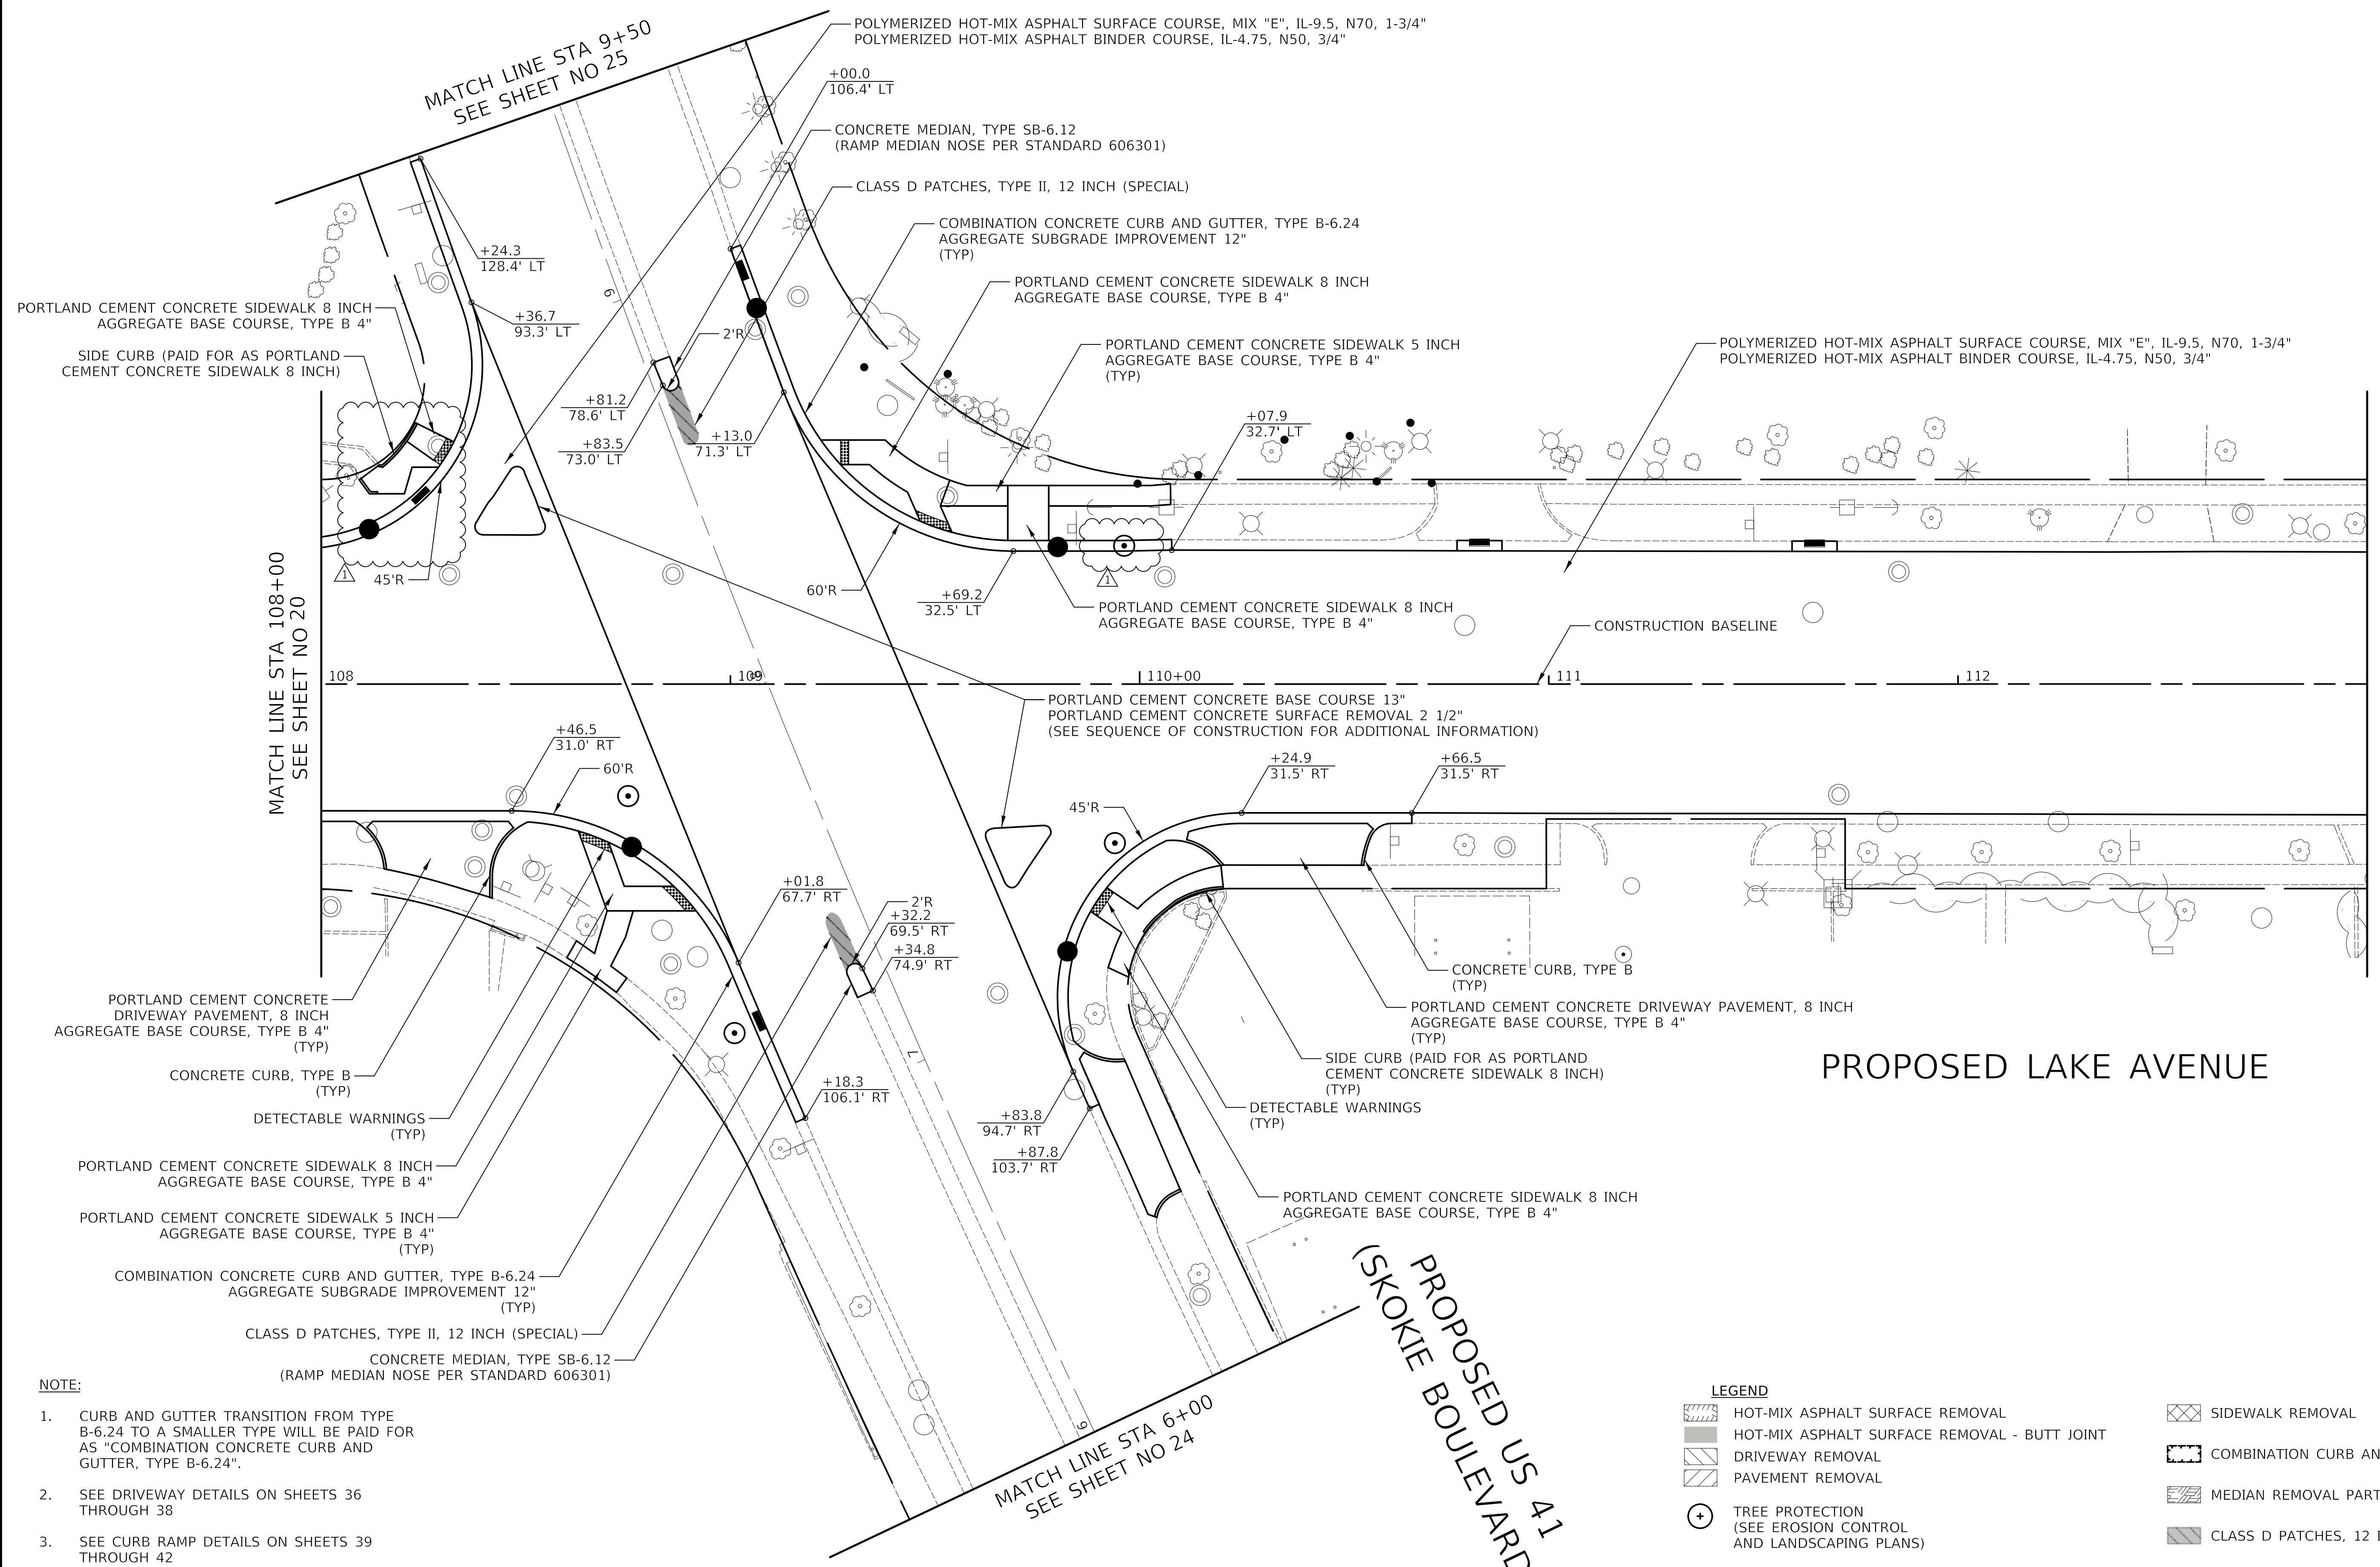 MATCH LINE STA 9+50
SEE SHEET NO 25
POLYMERIZED HOT-MIX ASPHALT SURFACE COURSE, MIX "E", IL-9.5, N70, 1-3/4"
POLYMERIZED HOT-MIX ASPHALT BINDER COURSE, IL-4.75, N50, 3/4"
+00.0
106.4' LT
CONCRETE MEDIAN, TYPE SB-6.12
(RAMP MEDIAN NOSE PER STANDARD 606301)
CLASS D PATCHES, TYPE II, 12 INCH (SPECIAL)
COMBINATION CONCRETE CURB AND GUTTER, TYPE B-6.24
AGGREGATE SUBGRADE IMPROVEMENT 12"
(TYP)
+24.3
128.4' LT
PORTLAND CEMENT CONCRETE SIDEWALK 8 INCH
AGGREGATE BASE COURSE, TYPE B 4"
9
PORTLAND CEMENT CONCRETE SIDEWALK 8 INCH
AGGREGATE BASE COURSE, TYPE B 4"
+36.7
93.3' LT
2'R
PORTLAND CEMENT CONCRETE SIDEWALK 5 INCH
AGGREGATE BASE COURSE, TYPE B 4"
(TYP)
POLYMERIZED HOT-MIX ASPHALT SURFACE COURSE, MIX "E", IL-9.5, N70, 1-3/4"
POLYMERIZED HOT-MIX ASPHALT BINDER COURSE, IL-4.75, N50, 3/4"
SIDE CURB (PAID FOR AS PORTLAND
CEMENT CONCRETE SIDEWALK 8 INCH)
+81.2
78.6' LT
+83.5
73.0' LT
+13.0
71.3' LT
+07.9
32.7' LT
1
45'R
60'R
+69.2
32.5' LT
1
PORTLAND CEMENT CONCRETE SIDEWALK 8 INCH
AGGREGATE BASE COURSE, TYPE B 4"
CONSTRUCTION BASELINE
MATCH LINE STA 108+00
SEE SHEET NO 20
108
109
8
110+00
111
112
PORTLAND CEMENT CONCRETE BASE COURSE 13"
PORTLAND CEMENT CONCRETE SURFACE REMOVAL 2 1/2"
(SEE SEQUENCE OF CONSTRUCTION FOR ADDITIONAL INFORMATION)
+46.5
31.0' RT
60'R
+24.9
31.5' RT
+66.5
31.5' RT
45'R
+01.8
67.7' RT
2'R
+32.2
69.5' RT
+34.8
74.9' RT
CONCRETE CURB, TYPE B
(TYP)
PORTLAND CEMENT CONCRETE
DRIVEWAY PAVEMENT, 8 INCH
AGGREGATE BASE COURSE, TYPE B 4"
(TYP)
PORTLAND CEMENT CONCRETE DRIVEWAY PAVEMENT, 8 INCH
AGGREGATE BASE COURSE, TYPE B 4"
(TYP)
7
SIDE CURB (PAID FOR AS PORTLAND
CEMENT CONCRETE SIDEWALK 8 INCH)
(TYP)
PROPOSED LAKE AVENUE
CONCRETE CURB, TYPE B
(TYP)
+18.3
106.1' RT
DETECTABLE WARNINGS
(TYP)
DETECTABLE WARNINGS
(TYP)
+83.8
94.7' RT
+87.8
103.7' RT
PORTLAND CEMENT CONCRETE SIDEWALK 8 INCH
AGGREGATE BASE COURSE, TYPE B 4"
PORTLAND CEMENT CONCRETE SIDEWALK 8 INCH
AGGREGATE BASE COURSE, TYPE B 4"
PORTLAND CEMENT CONCRETE SIDEWALK 5 INCH
AGGREGATE BASE COURSE, TYPE B 4"
(TYP)
COMBINATION CONCRETE CURB AND GUTTER, TYPE B-6.24
AGGREGATE SUBGRADE IMPROVEMENT 12"
(TYP)
CLASS D PATCHES, TYPE II, 12 INCH (SPECIAL)
CONCRETE MEDIAN, TYPE SB-6.12
(RAMP MEDIAN NOSE PER STANDARD 606301)
PROPOSED US 41
(SKOKIE BOULEVARD
6
MATCH LINE STA 6+00
SEE SHEET NO 24
NOTE:
1. CURB AND GUTTER TRANSITION FROM TYPE
B-6.24 TO A SMALLER TYPE WILL BE PAID FOR
AS "COMBINATION CONCRETE CURB AND
GUTTER, TYPE B-6.24".
2. SEE DRIVEWAY DETAILS ON SHEETS 36
THROUGH 38
3. SEE CURB RAMP DETAILS ON SHEETS 39
THROUGH 42
LEGEND
HOT-MIX ASPHALT SURFACE REMOVAL
HOT-MIX ASPHALT SURFACE REMOVAL - BUTT JOINT
DRIVEWAY REMOVAL
PAVEMENT REMOVAL
TREE PROTECTION
(SEE EROSION CONTROL
AND LANDSCAPING PLANS)
SIDEWALK REMOVAL
COMBINATION CURB
MEDIAN REMOVAL
CLASS D PATCHES, 12